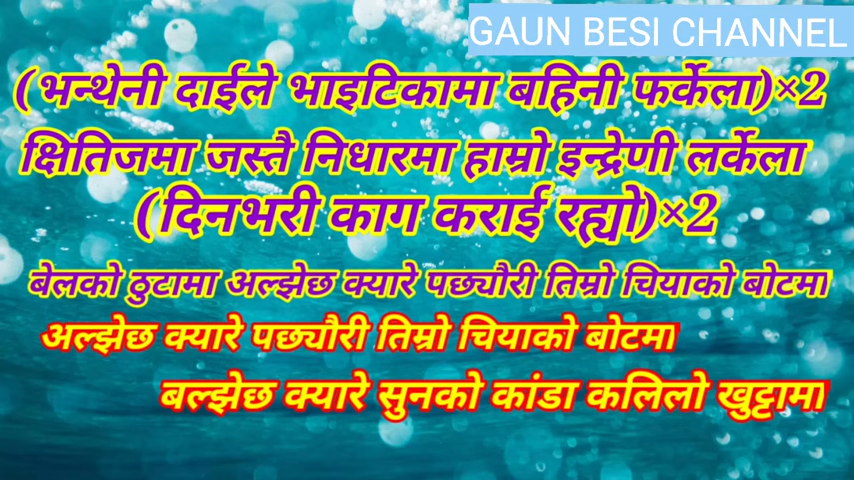 GAUN BESI CHANNEL
(भन्थेनी दाईले भाइटिकामा बहिनी फर्केला)×2
क्षितिजमा जस्तै निधारमा हाम्रो इन्द्रेणी लर्केला
(दिनभरी काग कराई रह्यो)×2
बेलको ठुटामा अल्झेछ क्यारे पछ्यौरी तिम्रो चियाको बोटमा
अल्झेछ क्यारे पछ्यौरी तिम्रो चियाको बोटमा
बल्झेछ क्यारे सुनको कांडा कलिलो खुट्टामा